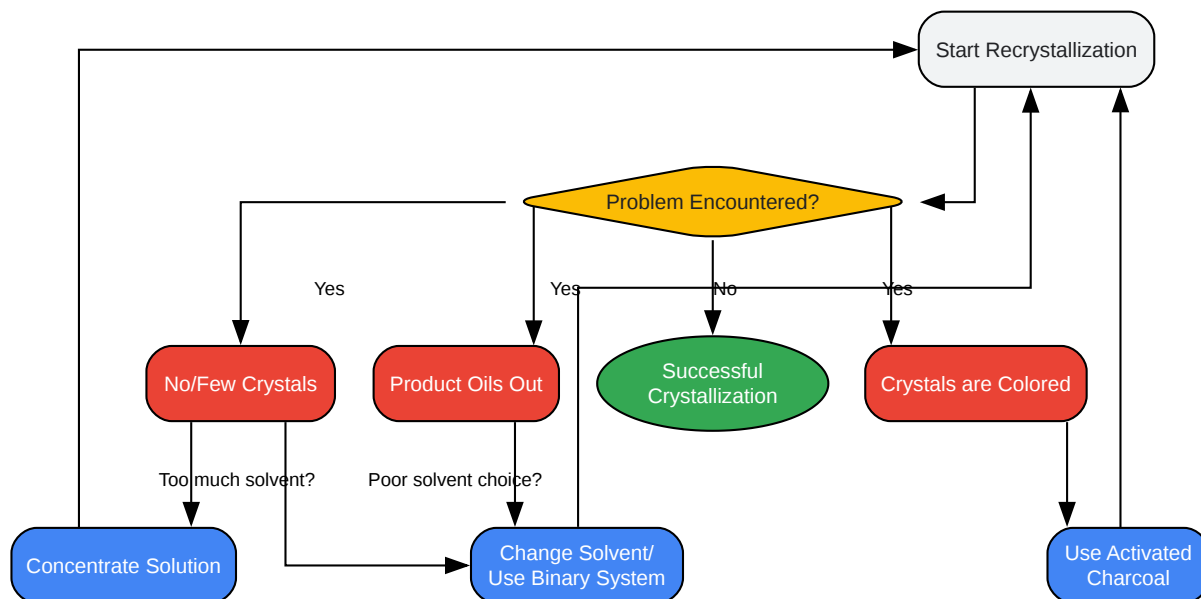 Start Recrystallization
Problem Encountered?
Yes
Yes
No
Yes
No/Few Crystals
Product Oils Out
Successful
Crystallization
Crystals are Colored
Too much solvent?
Poor solvent choice?
Concentrate Solution
Change Solvent/
Use Binary System
Use Activated
Charcoal